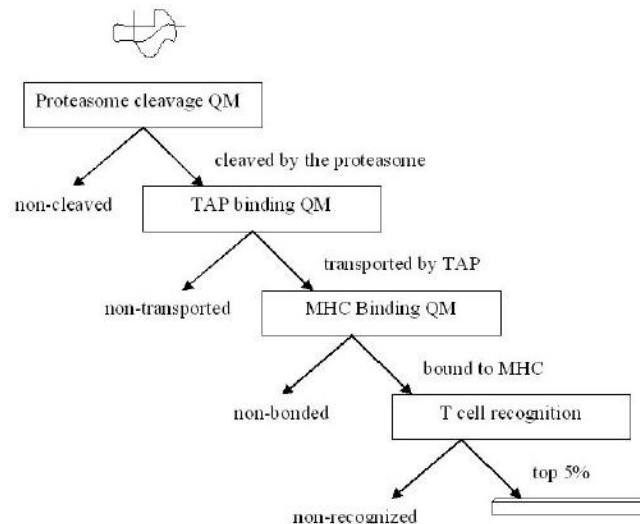 Proteasome cleavage QM
cleaved by the proteasome
non-cleaved
TAP binding QM
transported by TAP
non-transported
MHC Binding QM
bound to MHC
non-bonded
T cell recognition
top 5%
non-recognized